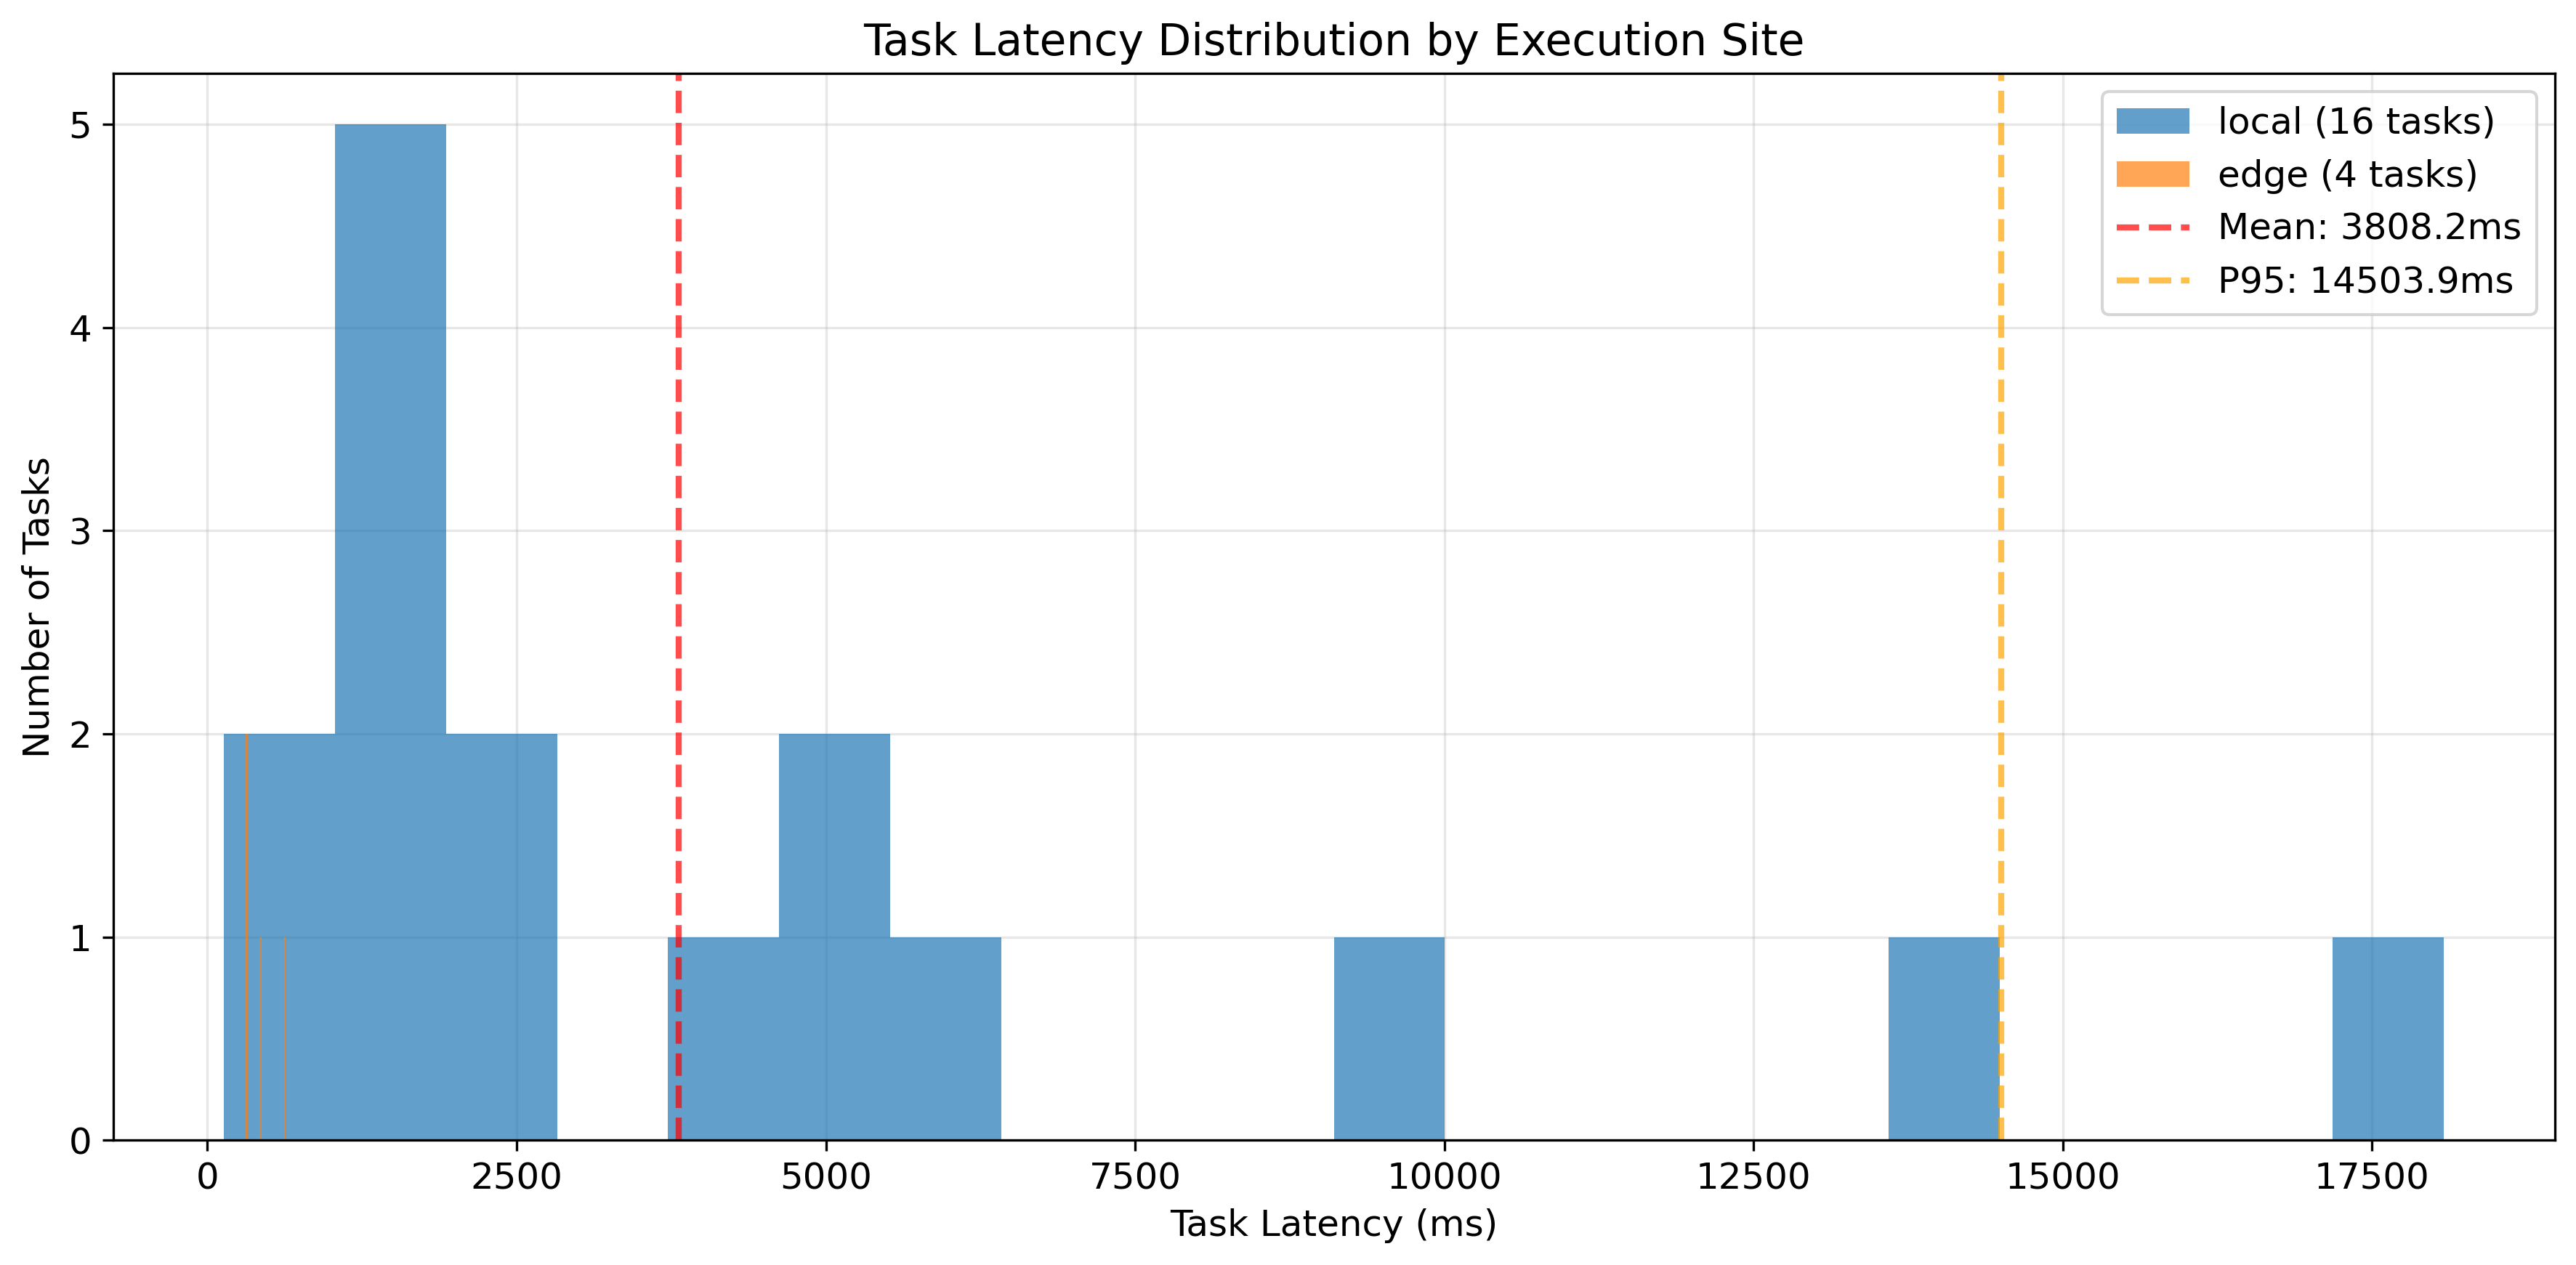 Task Latency Distribution by Execution Site
local (16 tasks)
edge (4 tasks)
Mean: 3808.2ms
P95: 14503.9ms
Number of Tasks
5
4
3
2
1
0
0 2500 5000 7500 10000 12500 15000 17500
Task Latency (ms)